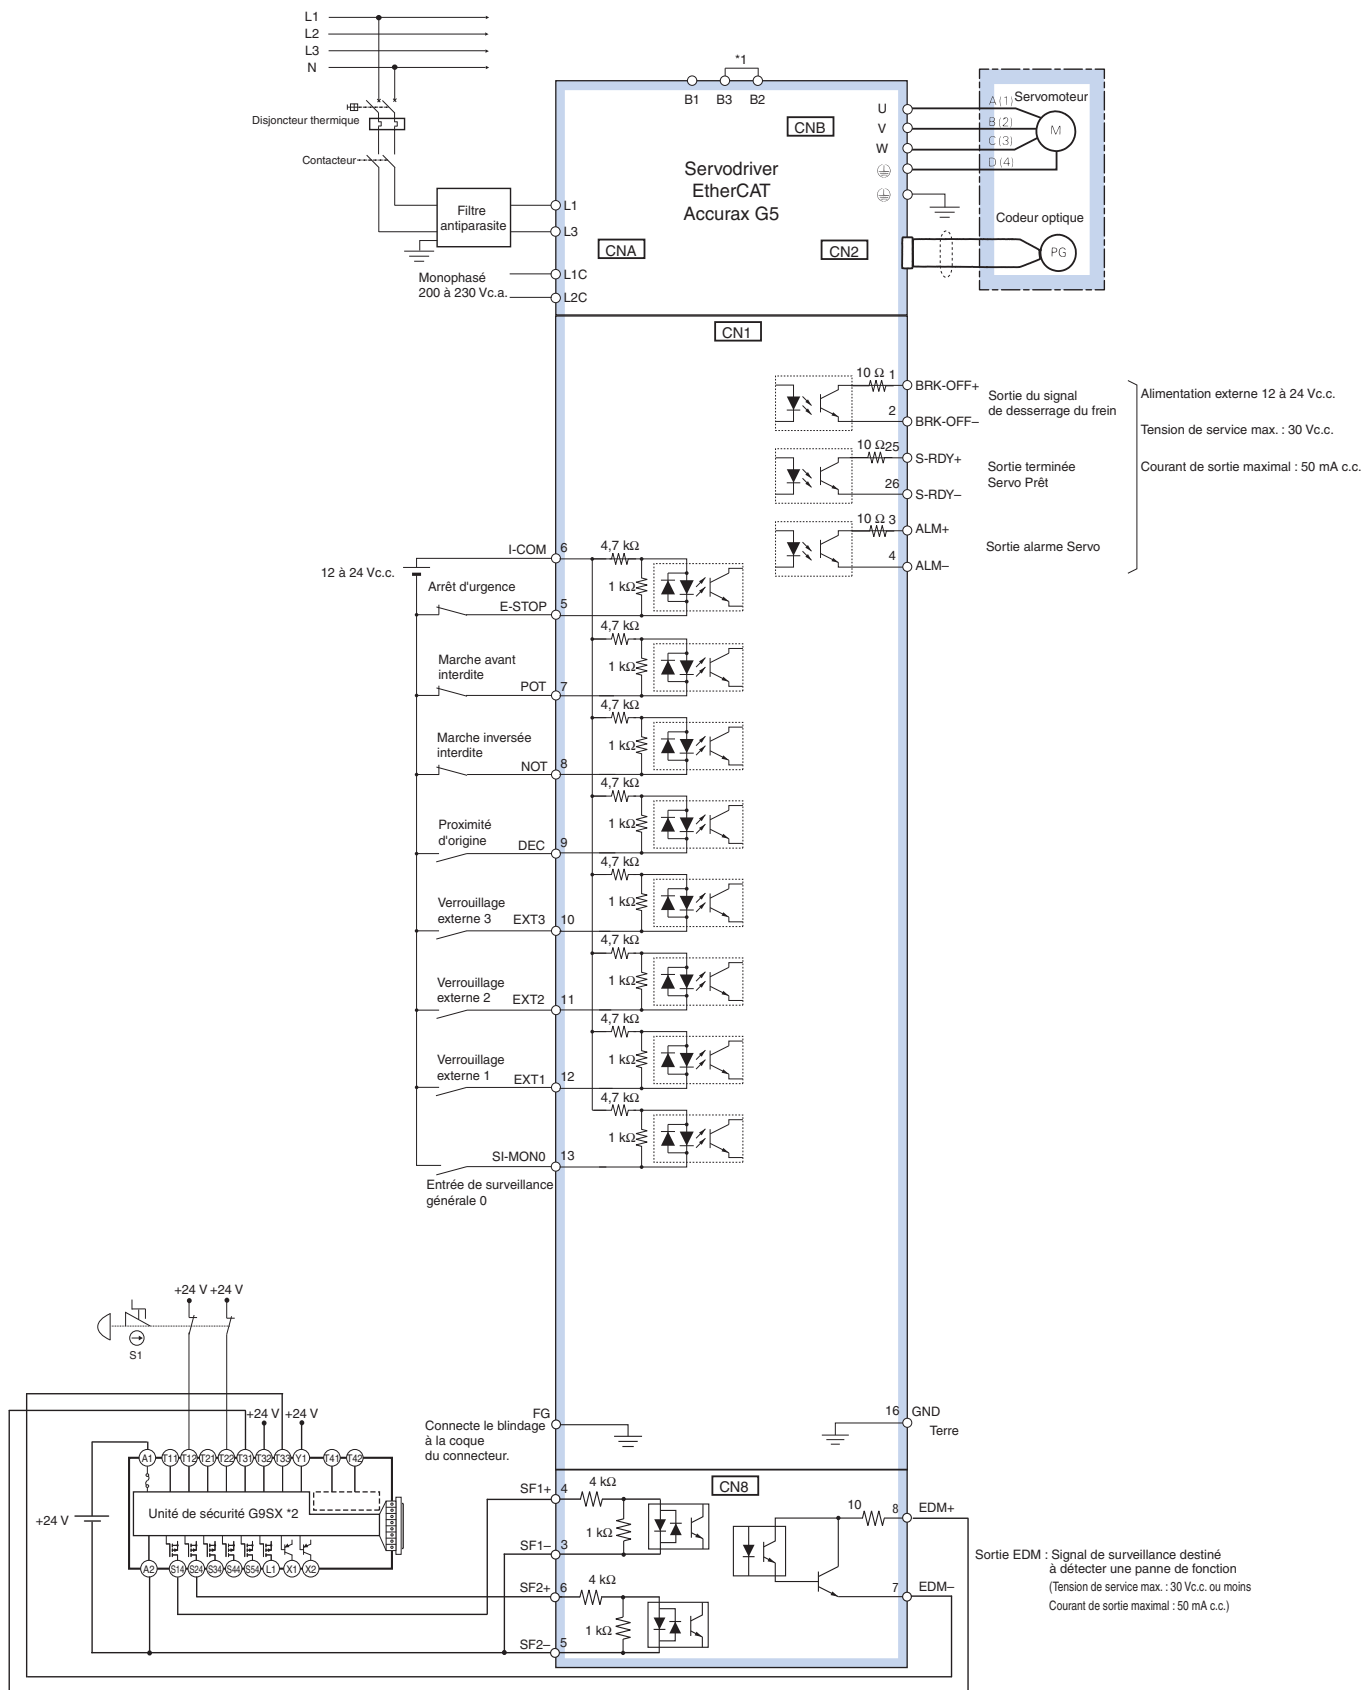 L1
L2
L3
N
Disjoncteur thermique
Contacteur
Filtre
antiparasite
Monophasé
200 à 230 Vc.a.
L1
L3
L1C
L2C
*1
B1 B3 B2
CNB
CNA
CN2
Servodriver
EtherCAT
Accurax G5
U
V
W
A (1)
B (2)
C (3)
D (4)
Servomoteur
M
Codeur optique
PG
CN1
10 Ω 1
BRK-OFF+
2
BRK-OFF–
Sortie du signal
de desserrage du frein
10 Ω 25
S-RDY+
26
S-RDY–
Sortie terminée
Servo Prêt
10 Ω 3
ALM+
4
ALM–
Sortie alarme Servo
Alimentation externe 12 à 24 Vc.c.
Tension de service max. : 30 Vc.c.
Courant de sortie maximal : 50 mA c.c.
12 à 24 Vc.c.
I-COM 6
4,7 kΩ
1 kΩ
Arrêt d'urgence
E-STOP 5
4,7 kΩ
1 kΩ
Marche avant
interdite
POT 7
4,7 kΩ
1 kΩ
Marche inversée
interdite
NOT 8
4,7 kΩ
1 kΩ
Proximité
d'origine
DEC 9
4,7 kΩ
1 kΩ
Verrouillage
externe 3
EXT3 10
4,7 kΩ
1 kΩ
Verrouillage
externe 2
EXT2 11
4,7 kΩ
1 kΩ
Verrouillage
externe 1
EXT1 12
4,7 kΩ
1 kΩ
SI-MON0 13
Entrée de surveillance
générale 0
+24 V +24 V
S1
+24 V +24 V
A1 T11 T12 T21 T22 T31 T32 T33 Y1 T41 T42
Unité de sécurité G9SX *2
+24 V
A2 S14 S24 S34 S44 S54 L1 X1 X2
FG
Connecte le blindage
à la coque
du connecteur.
16 GND
Terre
CN8
SF1+ 4
4 kΩ
1 kΩ
SF1– 3
SF2+ 6
4 kΩ
1 kΩ
SF2– 5
10 8 EDM+
7 EDM–
Sortie EDM : Signal de surveillance destiné
à détecter une panne de fonction
(Tension de service max. : 30 Vc.c. ou moins
Courant de sortie maximal : 50 mA c.c.)